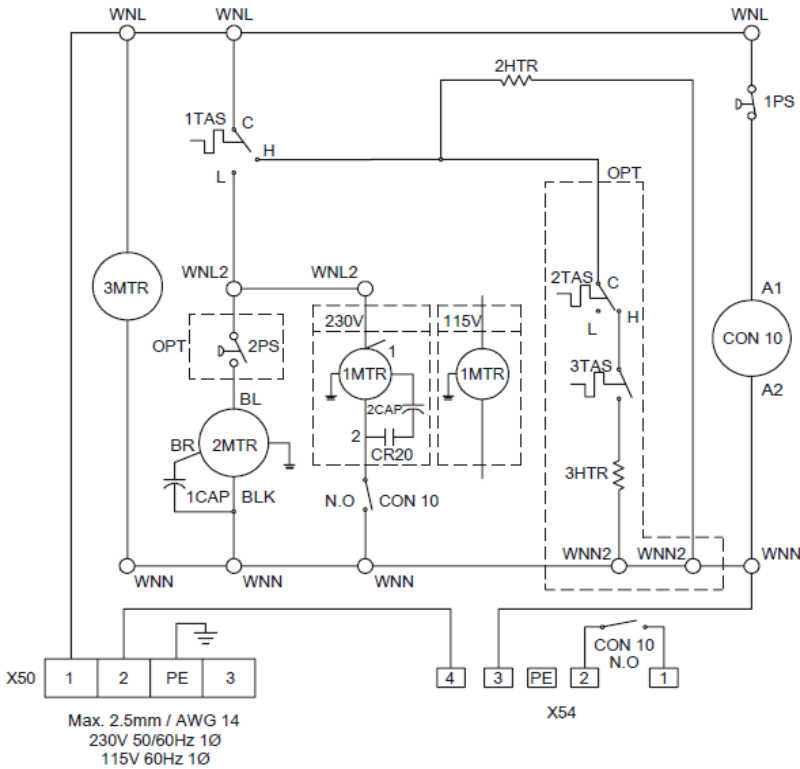 WNL WNL WNL
2HTR
1PS
1TAS C
H
OPT
L
WNL2 WNL2
3MTR
2TAS C
A1
230V 115V
L H
OPT 2PS
1
CON 10
3TAS
1MTR 1MTR
A2
BL
2CAP
BR 2MTR
2
CR20
3HTR
1CAP BLK
N.O CON 10
WNN2 WNN2 WNN
WNN WNN WNN
CON 10
N.O
X50 1 2 PE 3
4 3 PE 2 1
X54
Max. 2.5mm / AWG 14
230V 50/60Hz 1Ø
115V 60Hz 1Ø